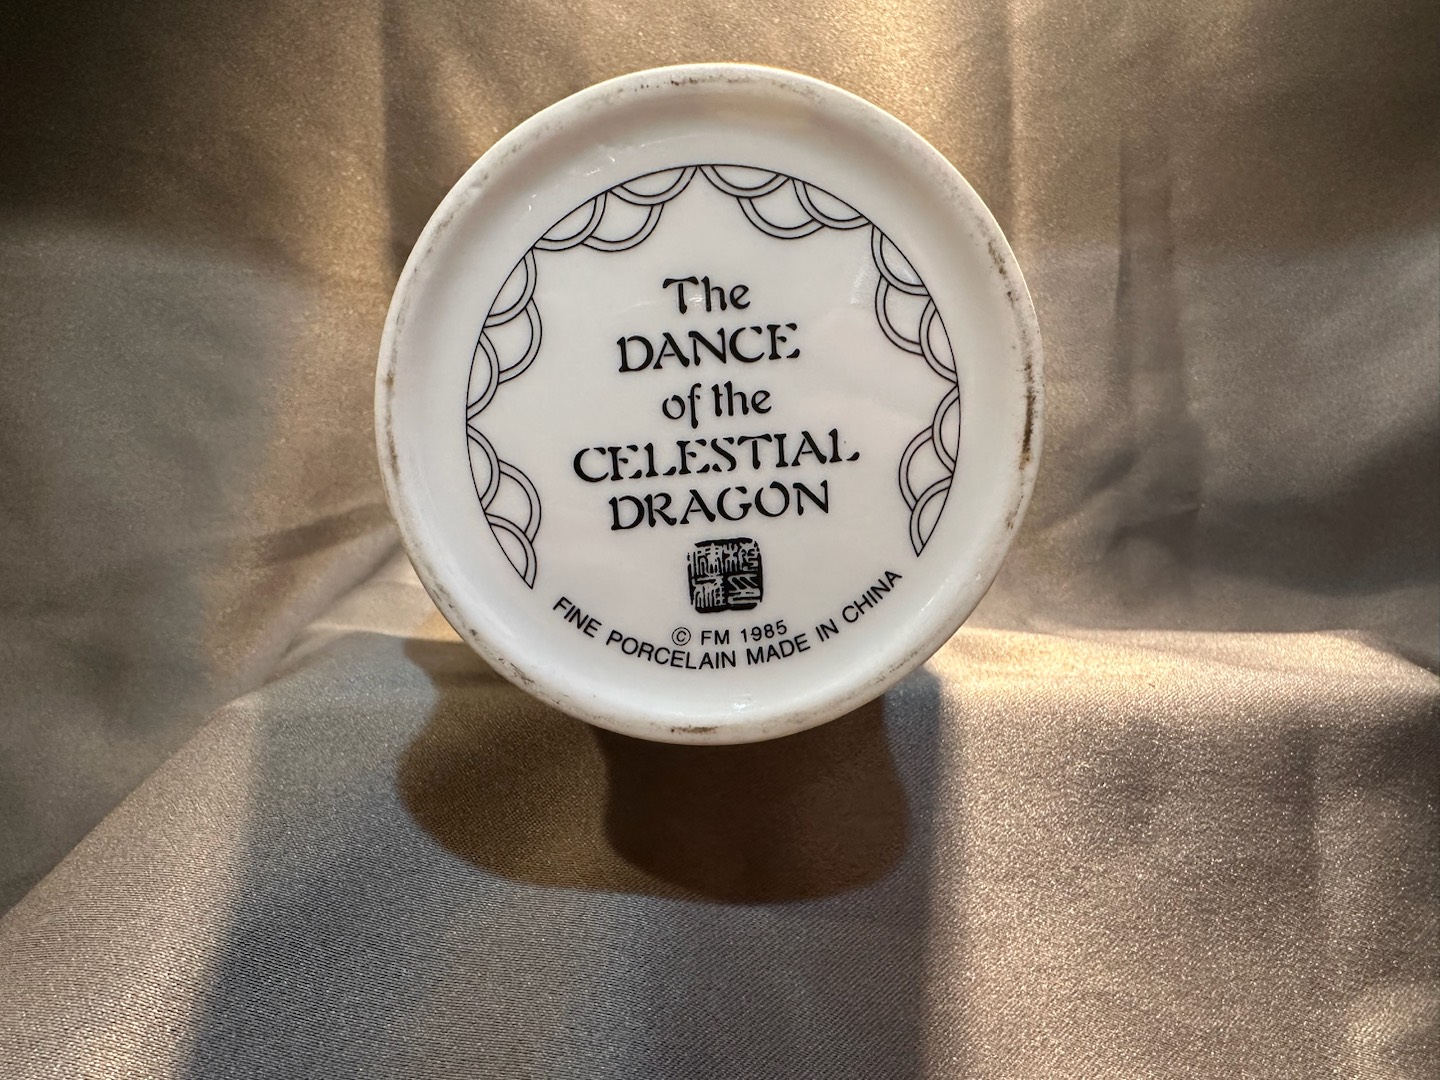 The
DANCE
of the
CELESTIAL
DRAGON
© FM 1985
FINE PORCELAIN MADE IN CHINA